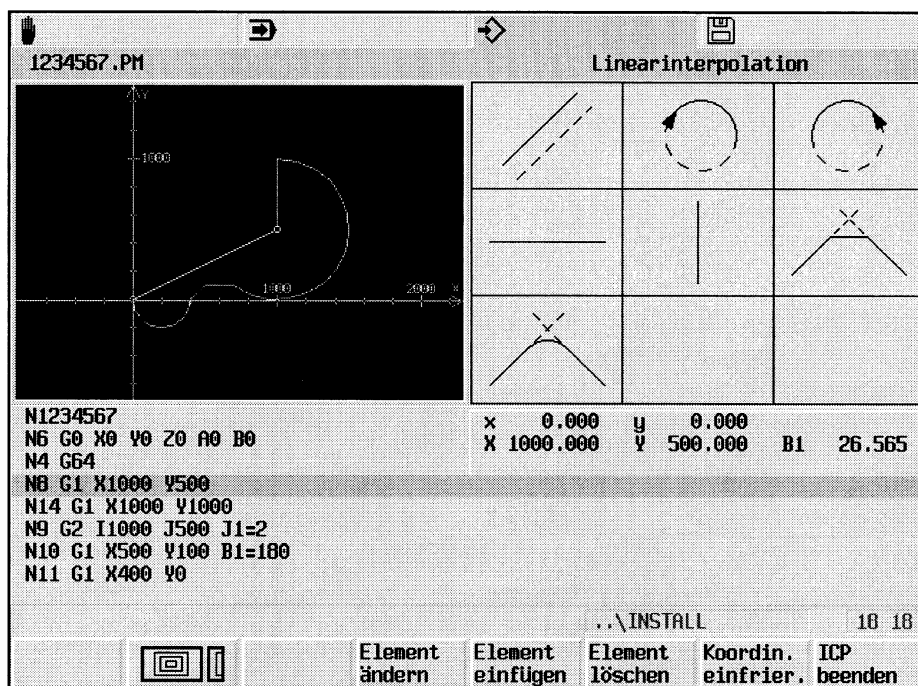 1234567.PM
Linearinterpolation
Y
1000
1000 2000 X
N1234567
N6 G0 X0 Y0 Z0 A0 B0
N4 G64
N8 G1 X1000 Y500
N14 G1 X1000 Y1000
N9 G2 I1000 J500 J1=2
N10 G1 X500 Y100 B1=180
N11 G1 X400 Y0
x 0.000 y 0.000
X 1000.000 Y 500.000 B1 26.565
..\INSTALL 18 18
Element ändern
Element einfügen
Element löschen
Koordin. einfrier.
ICP beenden